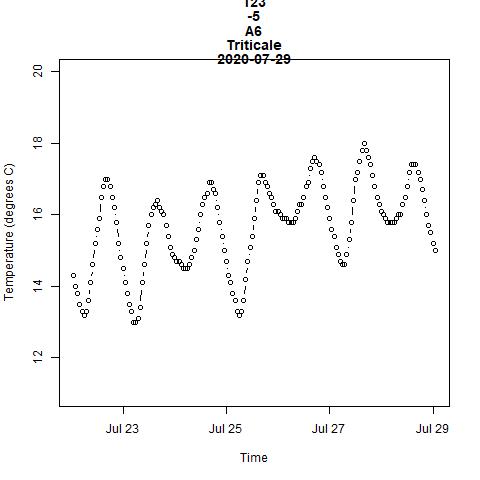 123
-5
A6
Triticale
2020-07-29
Temperature (degrees C)
20
18
16
14
12
Jul 23
Jul 25
Jul 27
Jul 29
Time